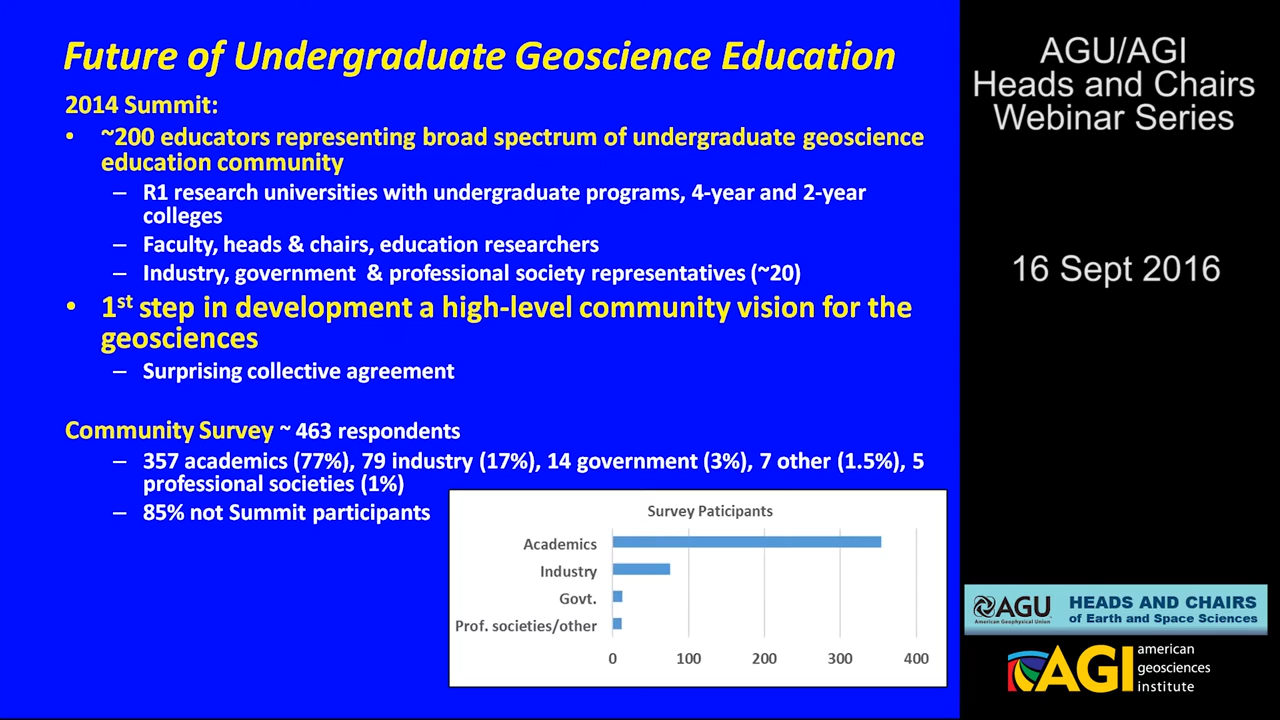 Future of Undergraduate Geoscience Education
2014 Summit:
• ~200 educators representing broad spectrum of undergraduate geoscience
education community
– R1 research universities with undergraduate programs, 4-year and 2-year
colleges
– Faculty, heads & chairs, education researchers
– Industry, government & professional society representatives (~20)
• 1st step in development a high-level community vision for the
geosciences
– Surprising collective agreement
Community Survey ~ 463 respondents
– 357 academics (77%), 79 industry (17%), 14 government (3%), 7 other (1.5%), 5
professional societies (1%)
– 85% not Summit participants
Survey Paticipants
Academics
Industry
Govt.
Prof. societies/other
0 100 200 300 400
AGU/AGI
Heads and Chairs
Webinar Series
16 Sept 2016
AGU
American Geophysical Union
HEADS AND CHAIRS
of Earth and Space Sciences
AGI
american
geosciences
institute